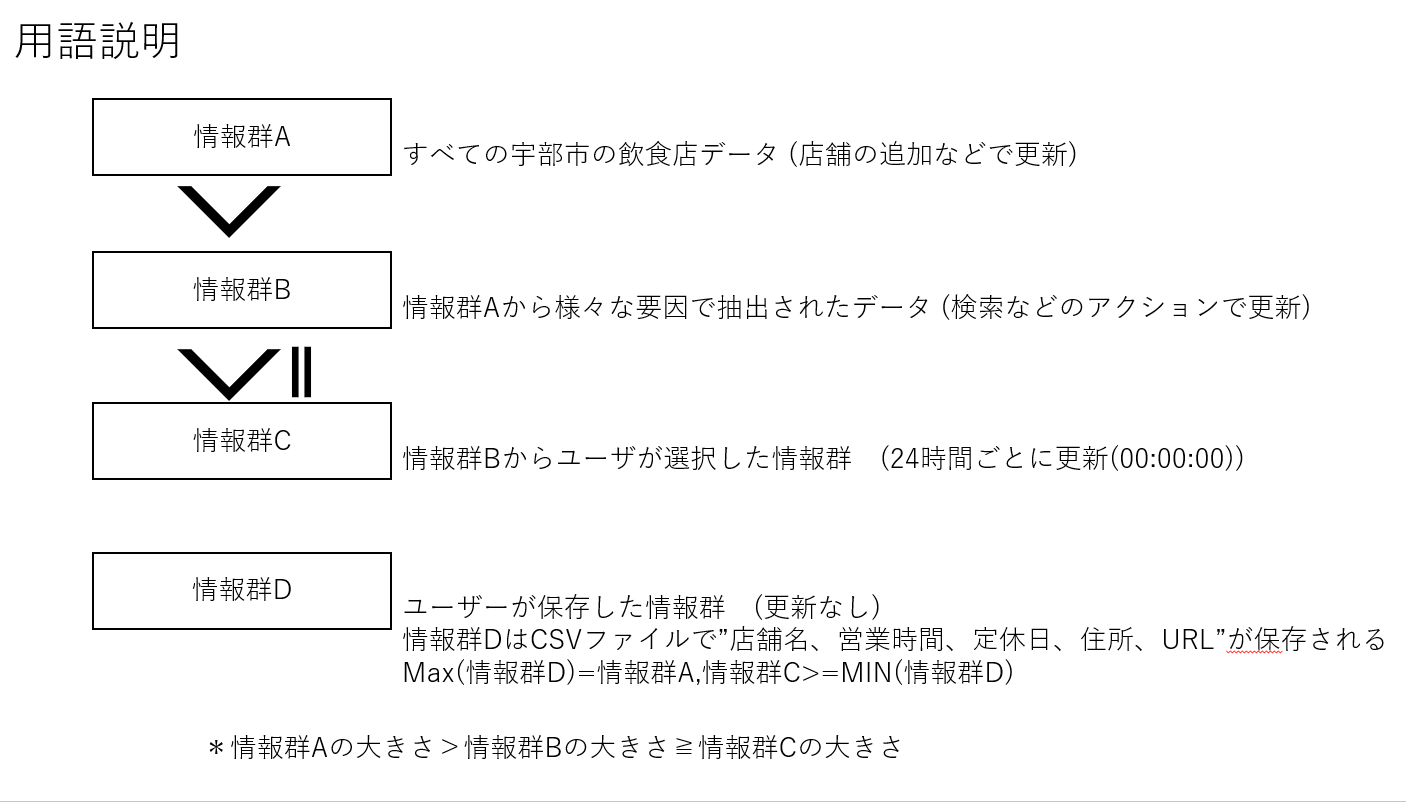 用語説明
情報群A
すべての宇部市の飲食店データ (店舗の追加などで更新)
情報群B
情報群Aから様々な要因で抽出されたデータ (検索などのアクションで更新)
情報群C
情報群Bからユーザが選択した情報群　(24時間ごとに更新(00:00:00))
情報群D
ユーザーが保存した情報群　(更新なし)
情報群DはCSVファイルで”店舗名、営業時間、定休日、住所、URL”が保存される
Max(情報群D)=情報群A,情報群C>=MIN(情報群D)
＊情報群Aの大きさ＞情報群Bの大きさ≧情報群Cの大きさ